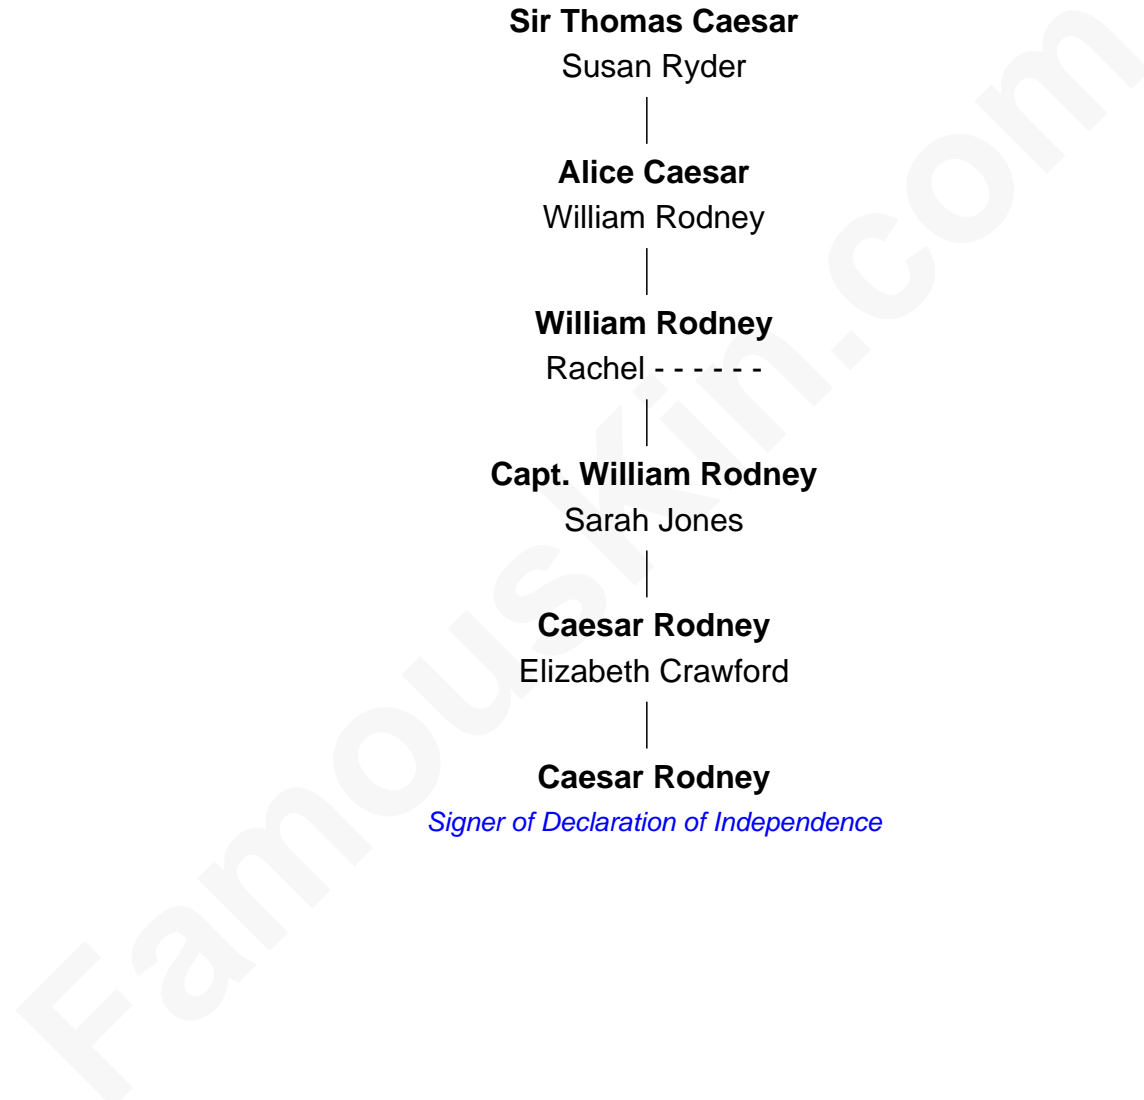 Sir Thomas Caesar
Susan Ryder
Alice Caesar
William Rodney
William Rodney
Rachel - - - - - -
Capt. William Rodney
Sarah Jones
Caesar Rodney
Elizabeth Crawford
Caesar Rodney
Signer of Declaration of Independence
FamousKin.com